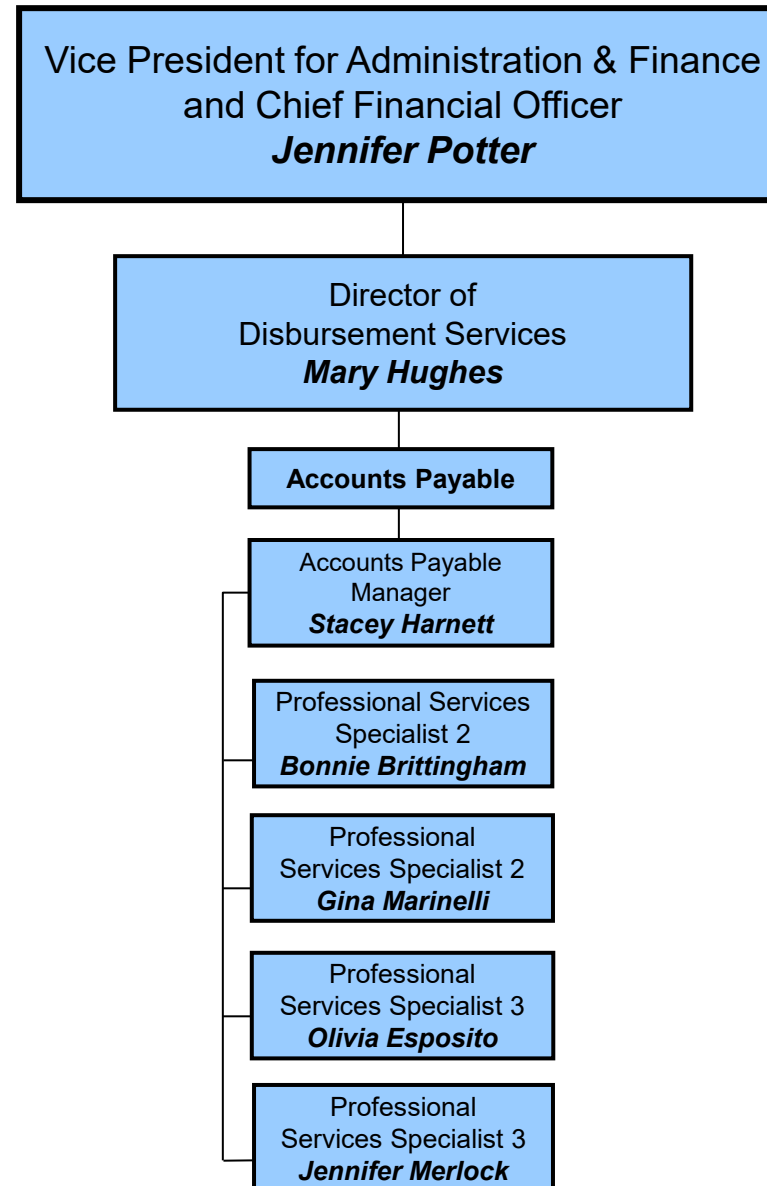 Vice President for Administration & Finance
and Chief Financial Officer
Jennifer Potter
Director of
Disbursement Services
Mary Hughes
Accounts Payable
Accounts Payable
Manager
Stacey Harnett
Professional Services
Specialist 2
Bonnie Brittingham
Professional
Services Specialist 2
Gina Marinelli
Professional
Services Specialist 3
Olivia Esposito
Professional
Services Specialist 3
Jennifer Merlock